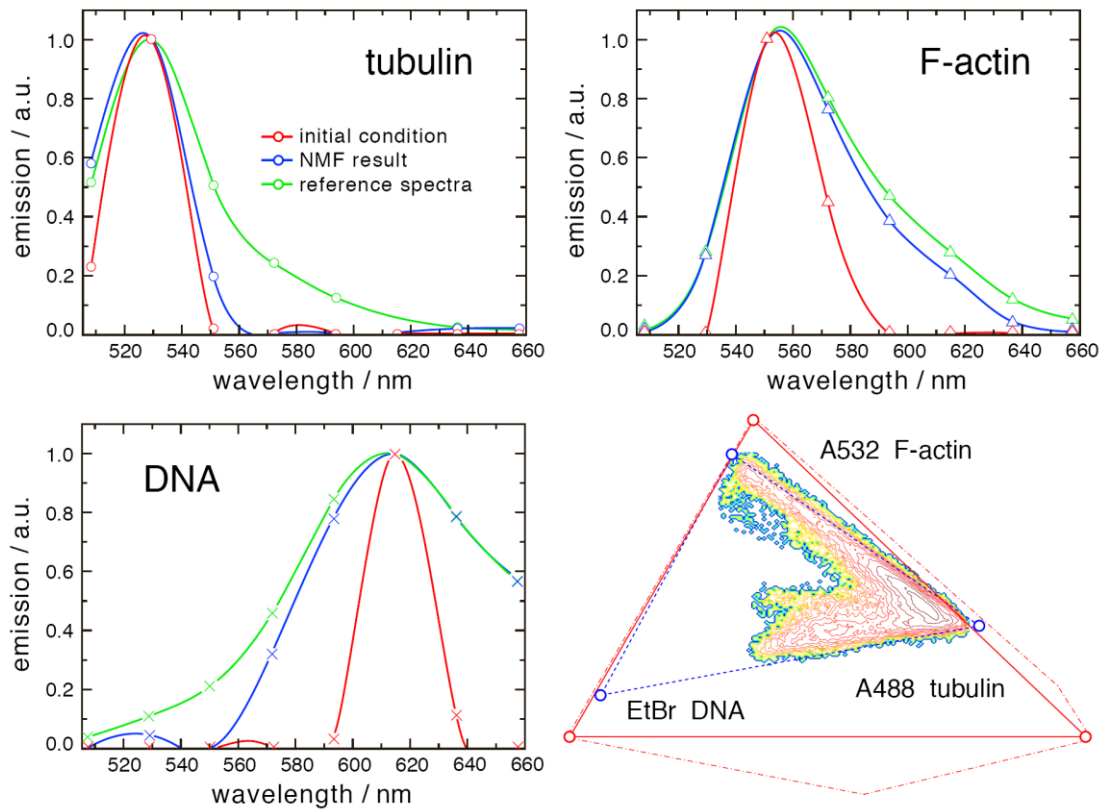 tubulin
emission / a.u.
1.0
0.8
0.6
0.4
0.2
0.0
initial condition
NMF result
reference spectra
520 540 560 580 600 620 640 660
wavelength / nm
F-actin
emission / a.u.
1.0
0.8
0.6
0.4
0.2
0.0
520 540 560 580 600 620 640 660
wavelength / nm
DNA
emission / a.u.
1.0
0.8
0.6
0.4
0.2
0.0
520 540 560 580 600 620 640 660
wavelength / nm
A532 F-actin
A488 tubulin
EtBr DNA